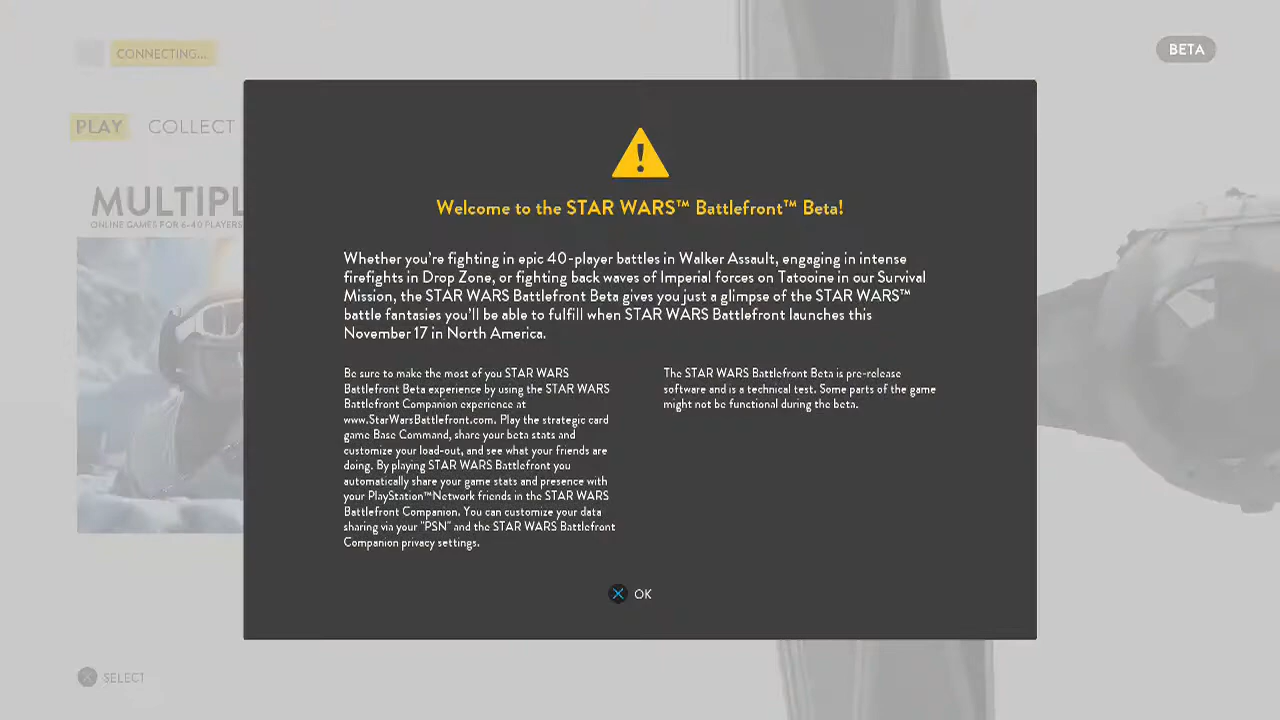 CONNECTING...
BETA
PLAY COLLECT
MULTIPL
ONLINE GAMES FOR 6-40 PLAYERS
Welcome to the STAR WARS™ Battlefront™ Beta!
Whether you're fighting in epic 40-player battles in Walker Assault, engaging in intense
firefights in Drop Zone, or fighting back waves of Imperial forces on Tatooine in our Survival
Mission, the STAR WARS Battlefront Beta gives you just a glimpse of the STAR WARS™
battle fantasies you'll be able to fulfill when STAR WARS Battlefront launches this
November 17 in North America.
Be sure to make the most of you STAR WARS
Battlefront Beta experience by using the STAR WARS
Battlefront Companion experience at
www.StarWarsBattlefront.com. Play the strategic card
game Base Command, share your beta stats and
customize your load-out, and see what your friends are
doing. By playing STAR WARS Battlefront you
automatically share your game stats and presence with
your PlayStation™Network friends in the STAR WARS
Battlefront Companion. You can customize your data
sharing via your "PSN" and the STAR WARS Battlefront
Companion privacy settings.
The STAR WARS Battlefront Beta is pre-release
software and is a technical test. Some parts of the game
might not be functional during the beta.
OK
SELECT